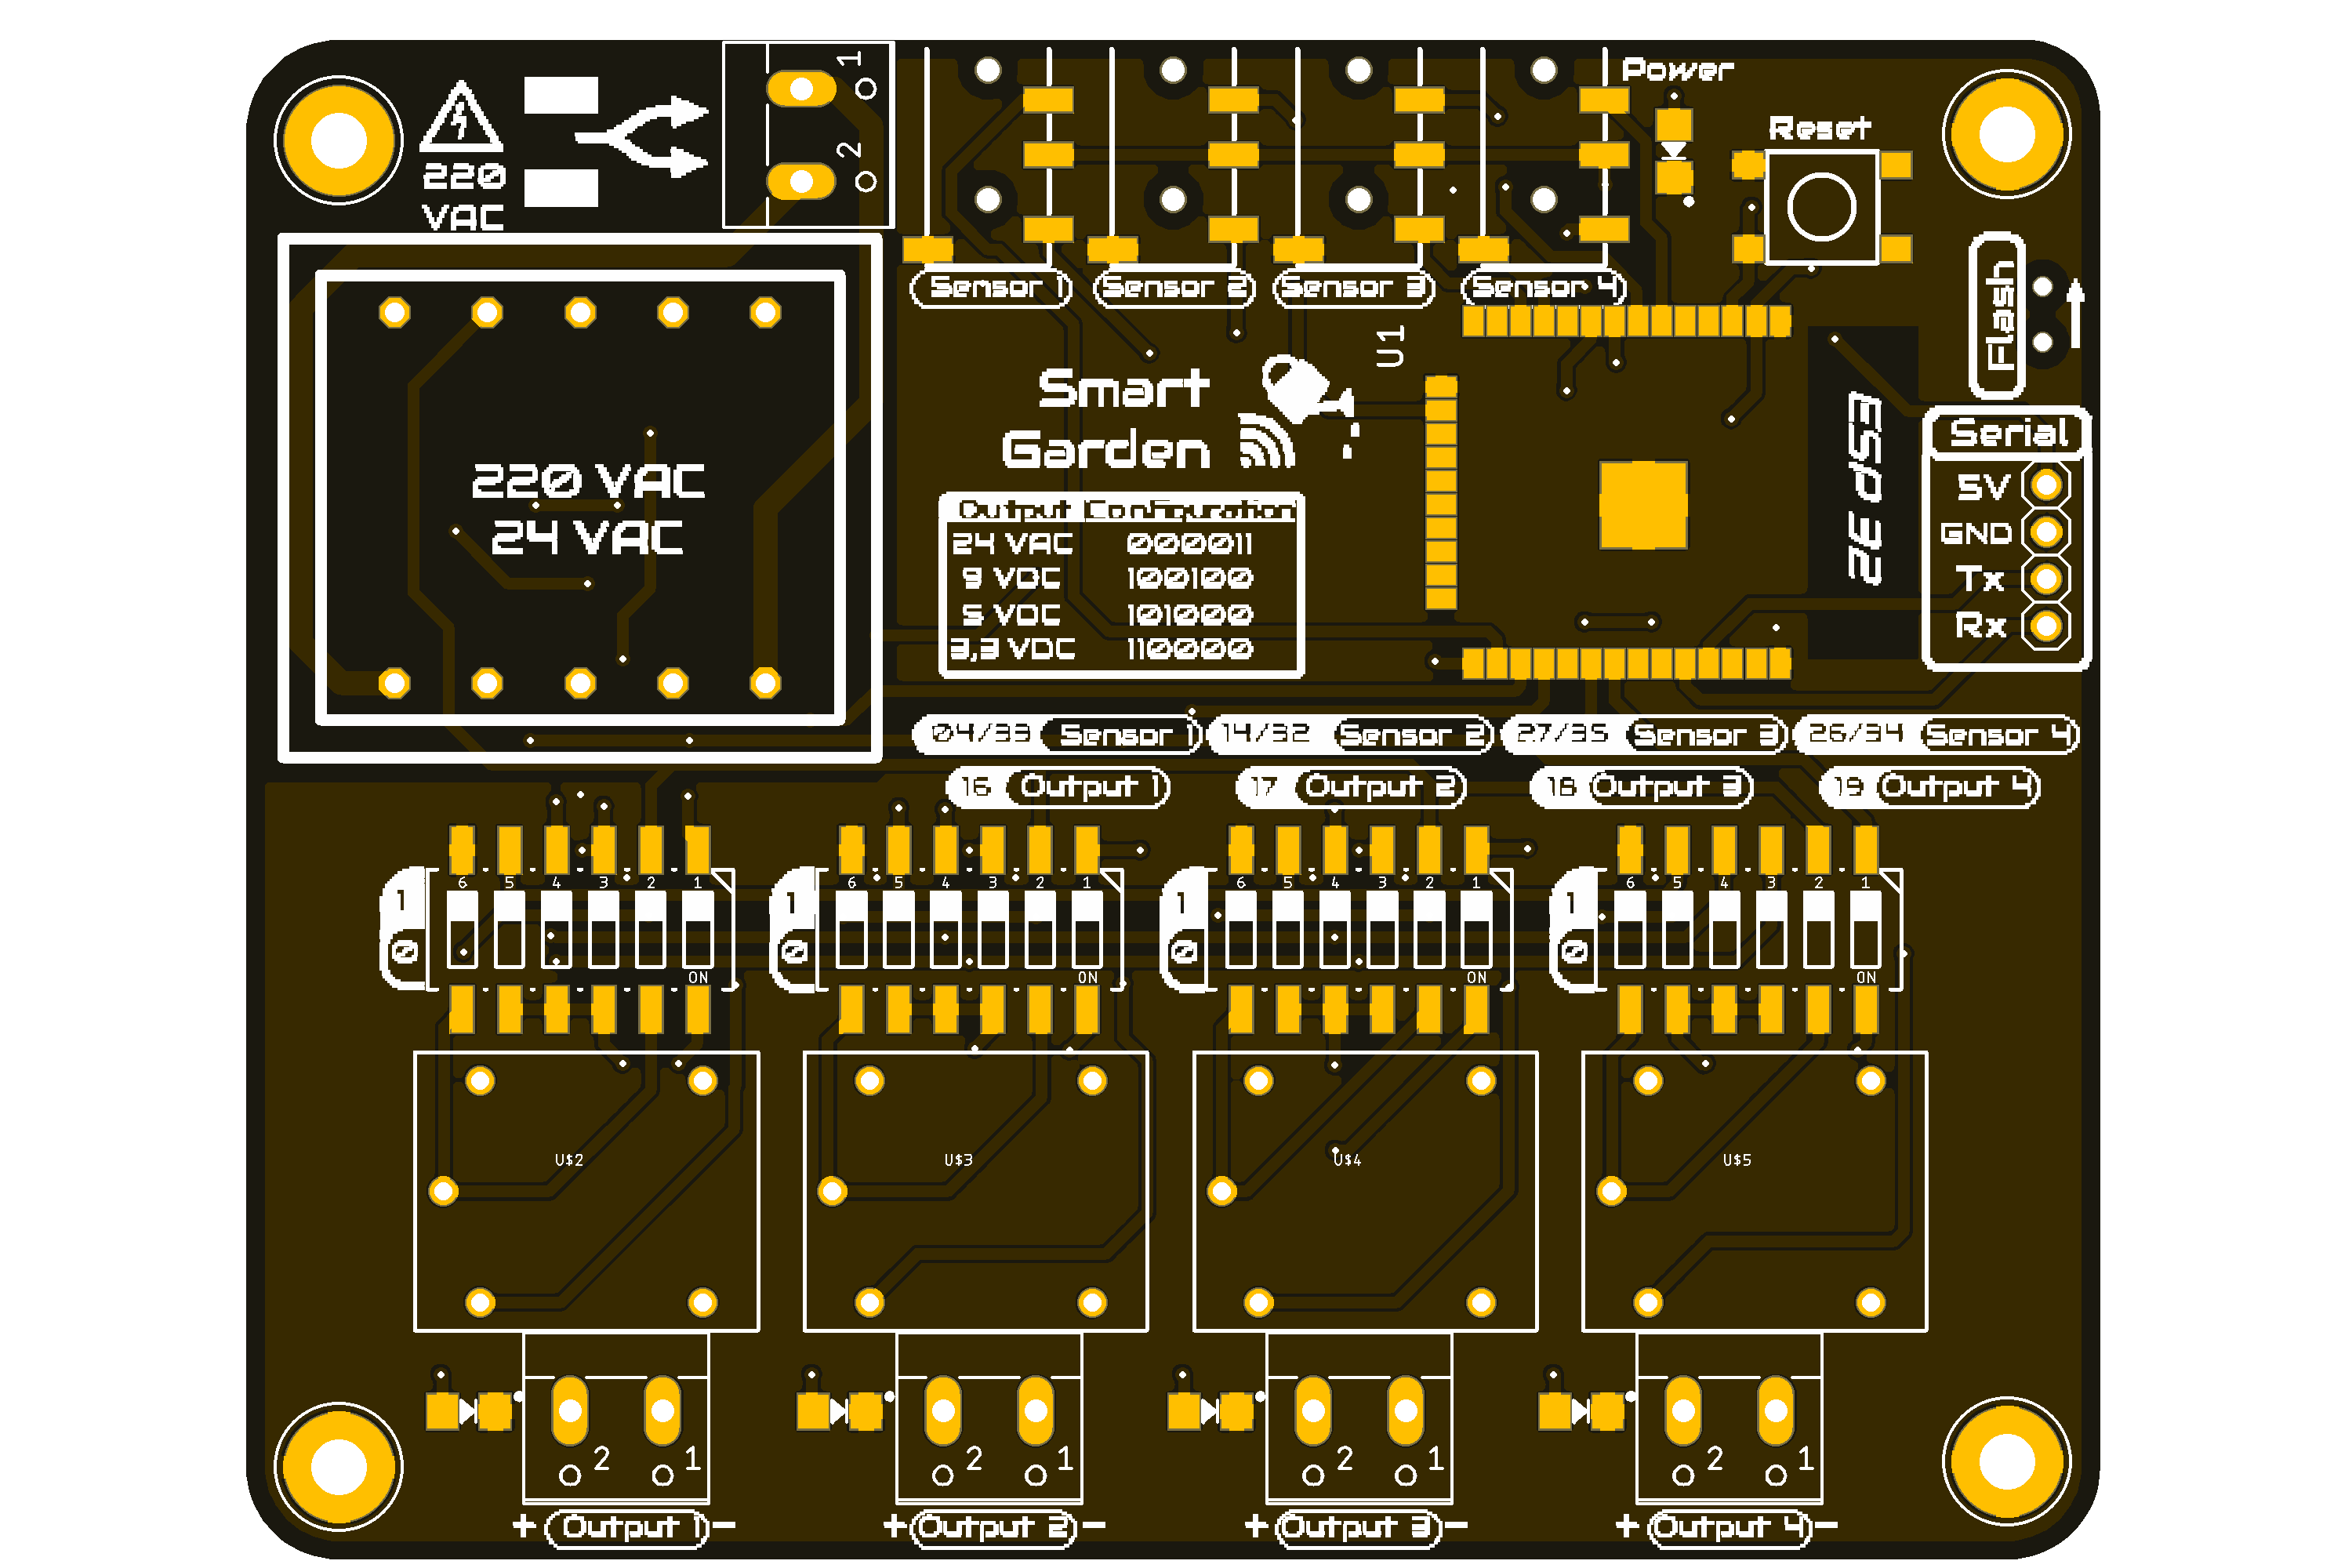 Power
1
Reset
2
220
VAC
Sensor 1
Sensor 2
Sensor 3
Sensor 4
Flash
U1
Smart
Garden
ESP 32
Serial
5V
GND
Tx
Rx
220 VAC
24 VAC
Output Configuration
24 VAC 000011
9 VDC 100100
5 VDC 101000
3,3 VDC 110000
04/33 Sensor 1
14/32 Sensor 2
27/35 Sensor 3
26/34 Sensor 4
16 Output 1
17 Output 2
18 Output 3
19 Output 4
1 6 5 4 3 2 1
0 ON
1 6 5 4 3 2 1
0 ON
1 6 5 4 3 2 1
0 ON
1 6 5 4 3 2 1
0 ON
U$2
U$3
U$4
U$5
2 1
2 1
2 1
2 1
+ Output 1 -
+ Output 2 -
+ Output 3 -
+ Output 4 -